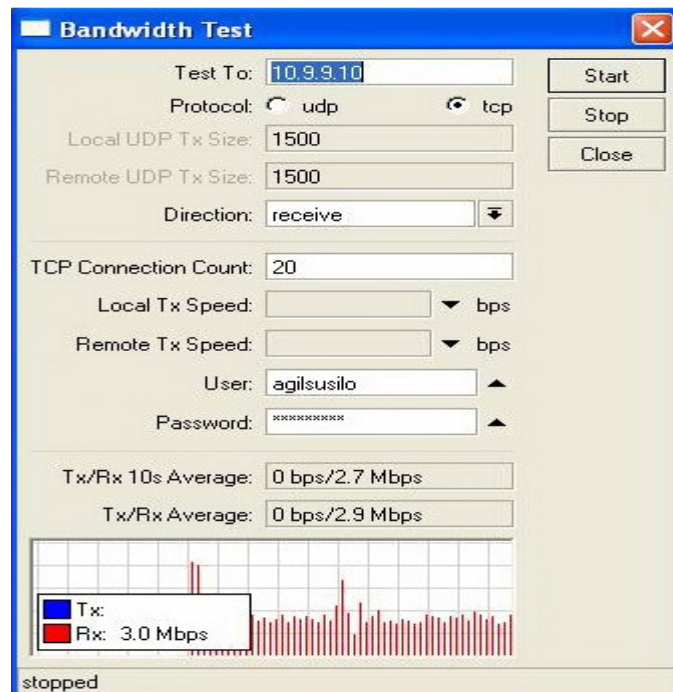 Bandwidth Test
Test To: 10.9.9.10
Start
Protocol: udp tcp
Stop
Local UDP Tx Size: 1500
Close
Remote UDP Tx Size: 1500
Direction: receive
TCP Connection Count: 20
Local Tx Speed: bps
Remote Tx Speed: bps
User: agilsusilo
Password: *********
Tx/Rx 10s Average: 0 bps/2.7 Mbps
Tx/Rx Average: 0 bps/2.9 Mbps
Tx:
Rx: 3.0 Mbps
stopped